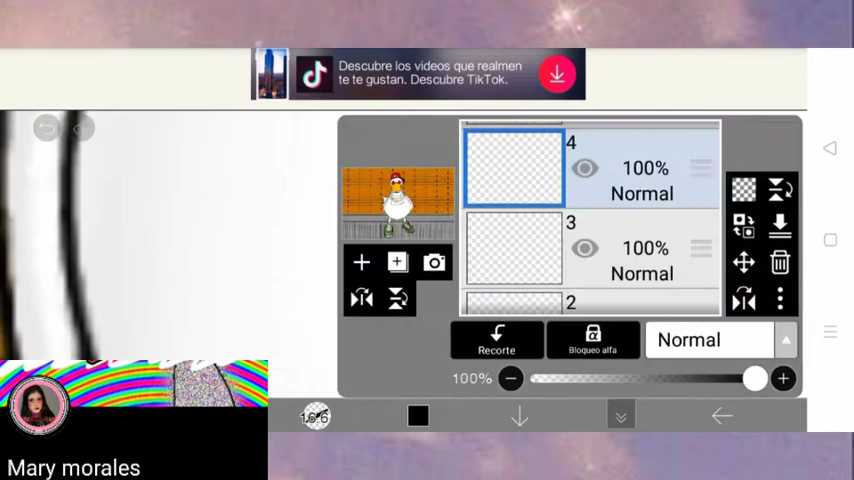 Descubre los videos que realmen
te te gustan. Descubre TikTok.
4
100%
Normal
3
100%
Normal
2
Recorte
Bloqueo alfa
Normal
100%
Mary morales